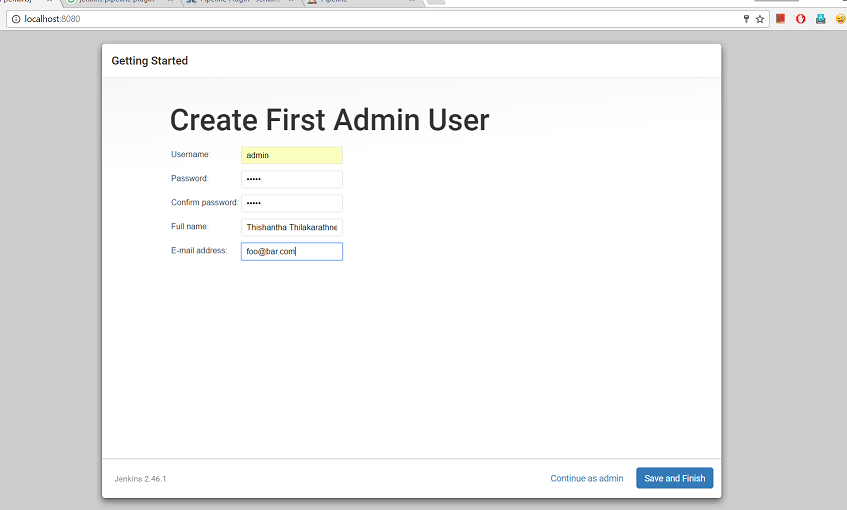 jenkins pipeline plugin
Pipeline Plugin - Jenkin
Pipeline
localhost:8080
Getting Started
Create First Admin User
Username: admin
Password: •••••
Confirm password: •••••
Full name: Thishantha Thilakarathne
E-mail address: foo@bar.com
Jenkins 2.46.1 Continue as admin Save and Finish